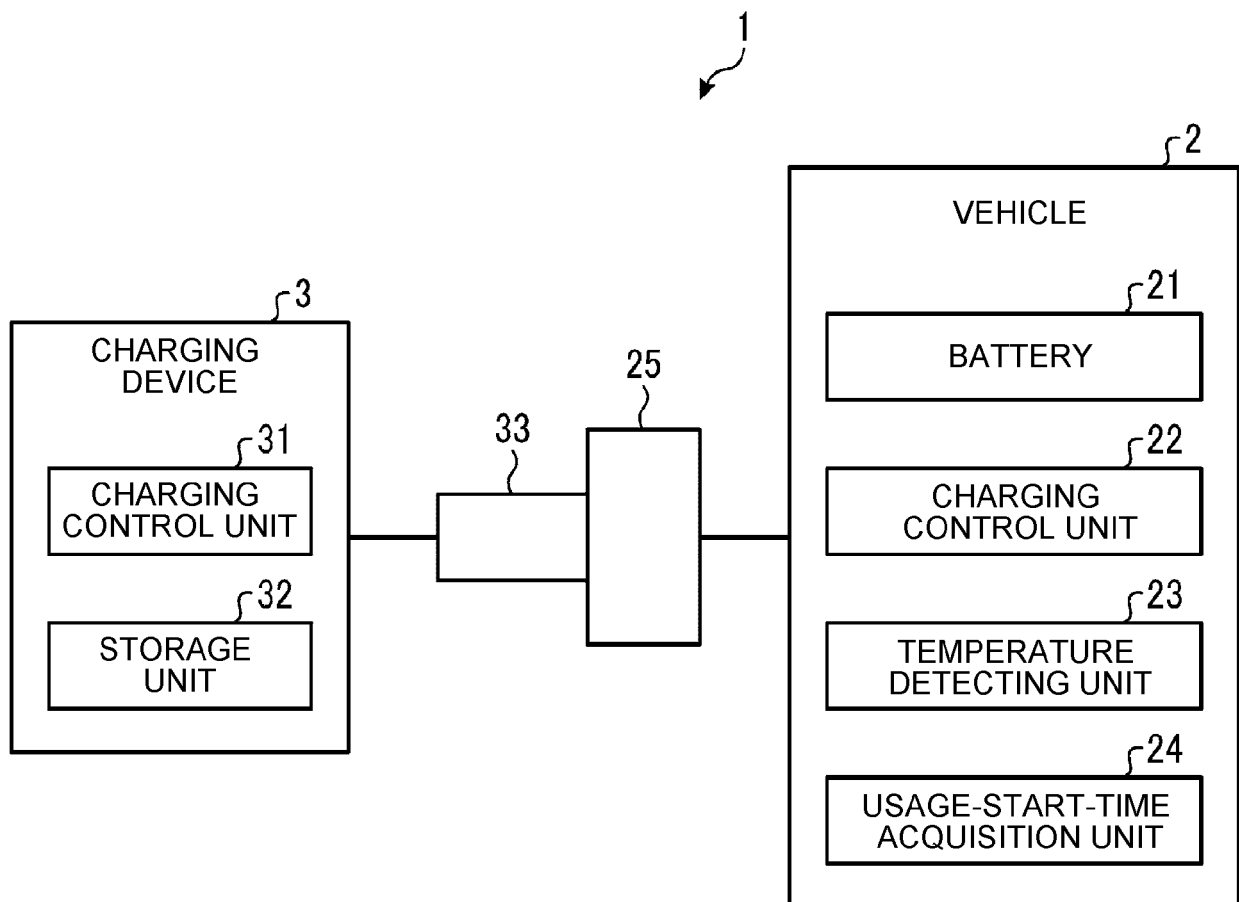 1
2
VEHICLE
21
BATTERY
22
CHARGING
CONTROL UNIT
23
TEMPERATURE
DETECTING UNIT
24
USAGE-START-TIME
ACQUISITION UNIT
3
CHARGING
DEVICE
31
CHARGING
CONTROL UNIT
32
STORAGE
UNIT
33
25